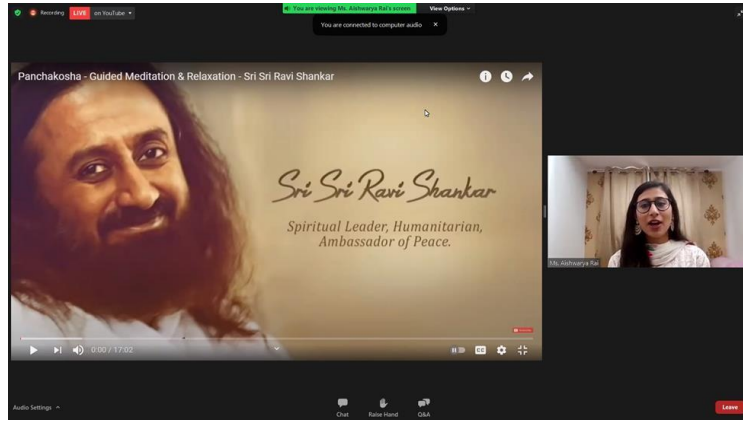 Recording
LIVE on YouTube
You are viewing Ms. Aishwarya Rai's screen
View Options
You are connected to computer audio
Panchakosha - Guided Meditation & Relaxation - Sri Sri Ravi Shankar
Sri Sri Ravi Shankar
Spiritual Leader, Humanitarian,
Ambassador of Peace.
Ms. Aishwarya Rai
0:00 / 17:02
CC
Audio Settings
Chat
Raise Hand
Q&A
Leave